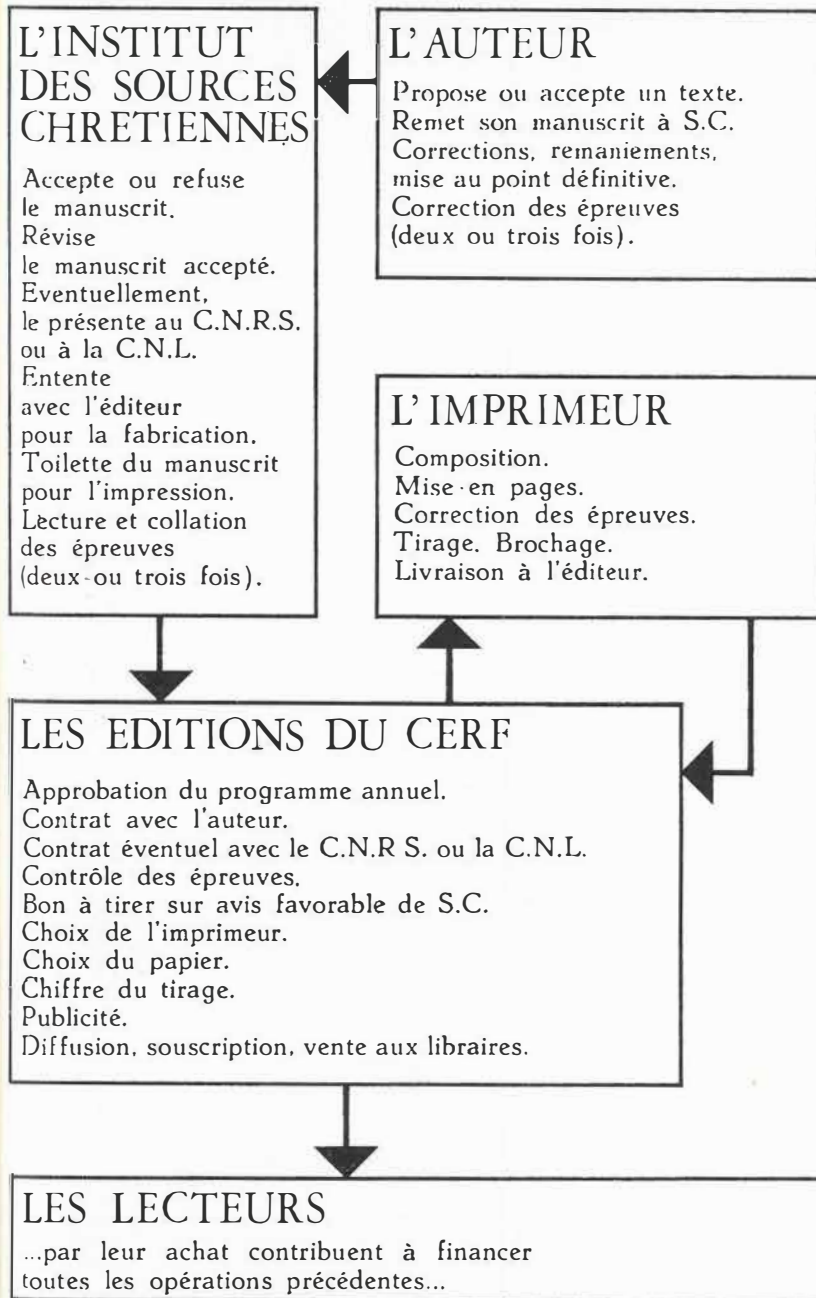 L'INSTITUT
DES SOURCES
CHRETIENNES
Accepte ou refuse
le manuscrit.
Révise
le manuscrit accepté.
Eventuellement,
le présente au C.N.R.S.
ou à la C.N.L.
Entente
avec l'éditeur
pour la fabrication.
Toilette du manuscrit
pour l'impression.
Lecture et collation
des épreuves
(deux ou trois fois).
L'AUTEUR
Propose ou accepte un texte.
Remet son manuscrit à S.C.
Corrections, remaniements,
mise au point définitive.
Correction des épreuves
(deux ou trois fois).
L'IMPRIMEUR
Composition.
Mise en pages.
Correction des épreuves.
Tirage. Brochage.
Livraison à l'éditeur.
LES EDITIONS DU CERF
Approbation du programme annuel.
Contrat avec l'auteur.
Contrat éventuel avec le C.N.R S. ou la C.N.L.
Contrôle des épreuves.
Bon à tirer sur avis favorable de S.C.
Choix de l'imprimeur.
Choix du papier.
Chiffre du tirage.
Publicité.
Diffusion, souscription, vente aux libraires.
LES LECTEURS
...par leur achat contribuent à financer
toutes les opérations précédentes...